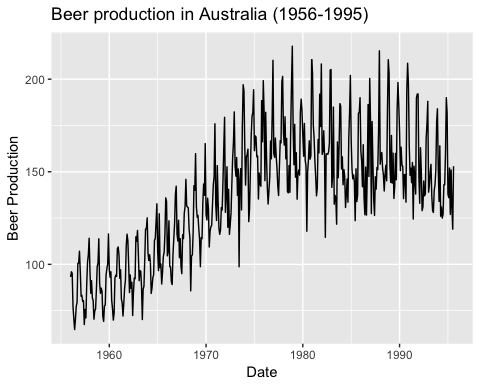 Beer production in Australia (1956-1995)
200
150
100
Beer Production
1960 1970 1980 1990
Date